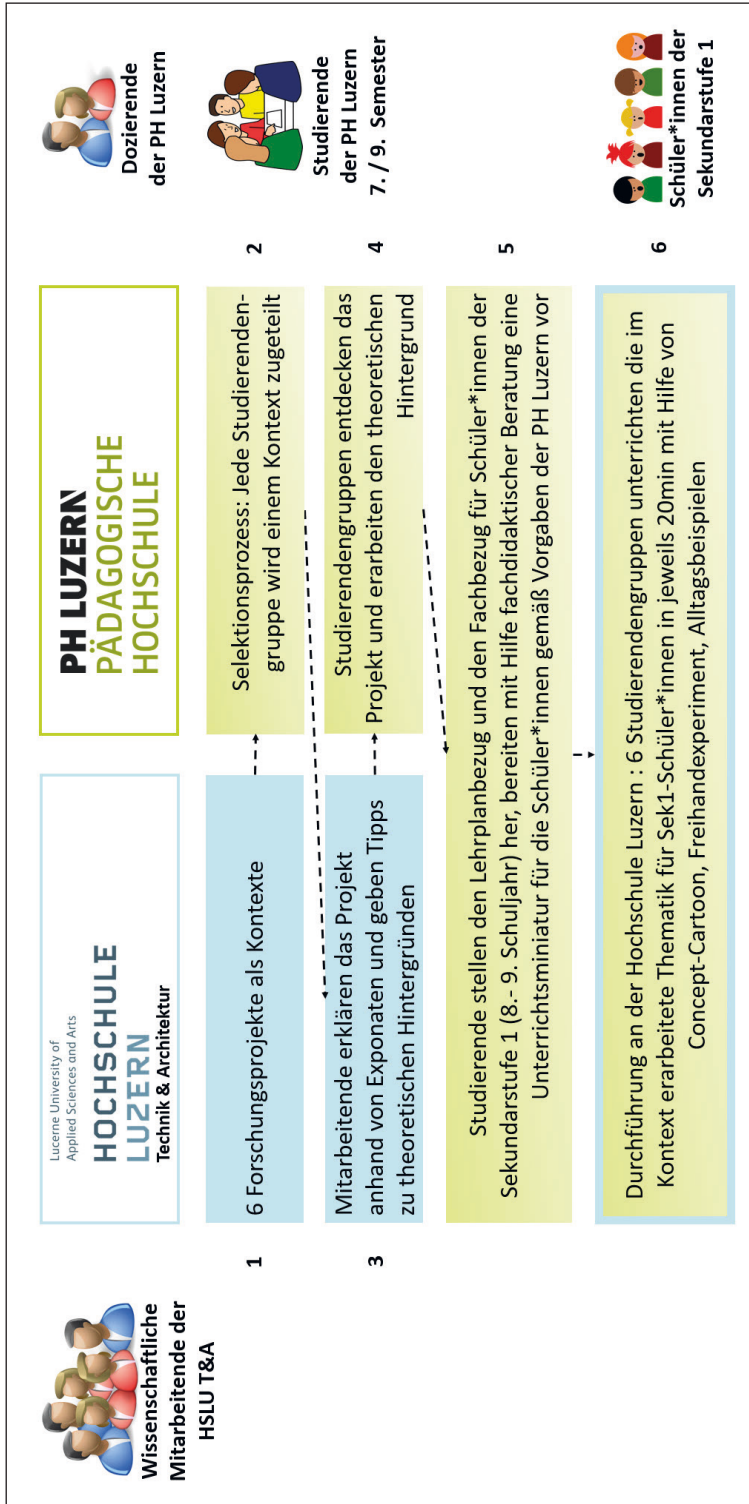 Wissenschaftliche
Mitarbeitende der
HSLU T&A
Lucerne University of
Applied Sciences and Arts
HOCHSCHULE
LUZERN
Technik & Architektur
PH LUZERN
PÄDAGOGISCHE
HOCHSCHULE
Dozierende
der PH Luzern
1
6 Forschungsprojekte als Kontexte
Selektionsprozess: Jede Studierenden-
gruppe wird einem Kontext zugeteilt
2
3
Mitarbeitende erklären das Projekt
anhand von Exponaten und geben Tipps
zu theoretischen Hintergründen
Studierendengruppen entdecken das
Projekt und erarbeiten den theoretischen
Hintergrund
4
Studierende
der PH Luzern
7. / 9. Semester
Studierende stellen den Lehrplanbezug und den Fachbezug für Schüler*innen der
Sekundarstufe 1 (8.- 9. Schuljahr) her, bereiten mit Hilfe fachdidaktischer Beratung eine
Unterrichtsminiatur für die Schüler*innen gemäß Vorgaben der PH Luzern vor
5
Durchführung an der Hochschule Luzern : 6 Studierendengruppen unterrichten die im
Kontext erarbeitete Thematik für Sek1-Schüler*innen in jeweils 20min mit Hilfe von
Concept-Cartoon, Freihandexperiment, Alltagsbeispielen
6
Schüler*innen der
Sekundarstufe 1